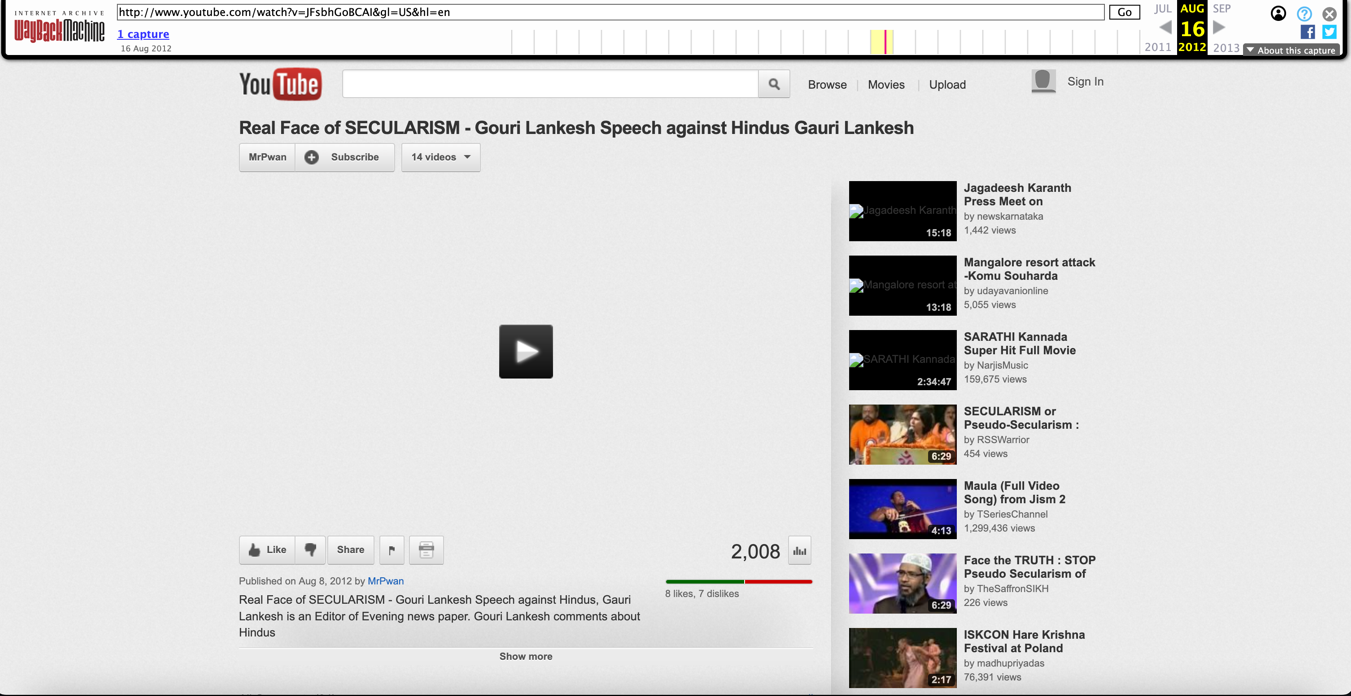 INTERNET ARCHIVE
WayBackMachine
http://www.youtube.com/watch?v=JFsbhGoBCAI&gl=US&hl=en
Go
1 capture
16 Aug 2012
JUL AUG SEP
16
2011 2012 2013
About this capture
YouTube
Browse
Movies
Upload
Sign In
Real Face of SECULARISM - Gouri Lankesh Speech against Hindus Gauri Lankesh
MrPwan
Subscribe
14 videos
Like
Share
2,008
Published on Aug 8, 2012 by MrPwan
8 likes, 7 dislikes
Real Face of SECULARISM - Gouri Lankesh Speech against Hindus, Gauri
Lankesh is an Editor of Evening news paper. Gouri Lankesh comments about
Hindus
Show more
Jagadeesh Karanth
15:18
Jagadeesh Karanth
Press Meet on
by newskarnataka
1,442 views
Mangalore resort at
13:18
Mangalore resort attack
-Komu Souharda
by udayavanionline
5,055 views
SARATHI Kannada
2:34:47
SARATHI Kannada
Super Hit Full Movie
by NarjisMusic
159,675 views
6:29
SECULARISM or
Pseudo-Secularism :
by RSSWarrior
454 views
4:13
Maula (Full Video
Song) from Jism 2
by TSeriesChannel
1,299,436 views
6:29
Face the TRUTH : STOP
Pseudo Secularism of
by TheSaffronSIKH
226 views
2:17
ISKCON Hare Krishna
Festival at Poland
by madhupriyadas
76,391 views